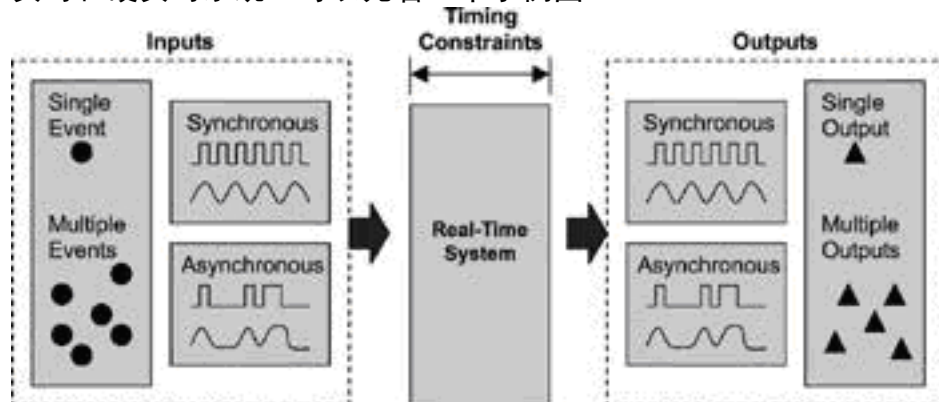 Timing
Constraints
Inputs
Outputs
Single
Event
Multiple
Events
Synchronous
Asynchronous
Real-Time
System
Synchronous
Asynchronous
Single
Output
Multiple
Outputs